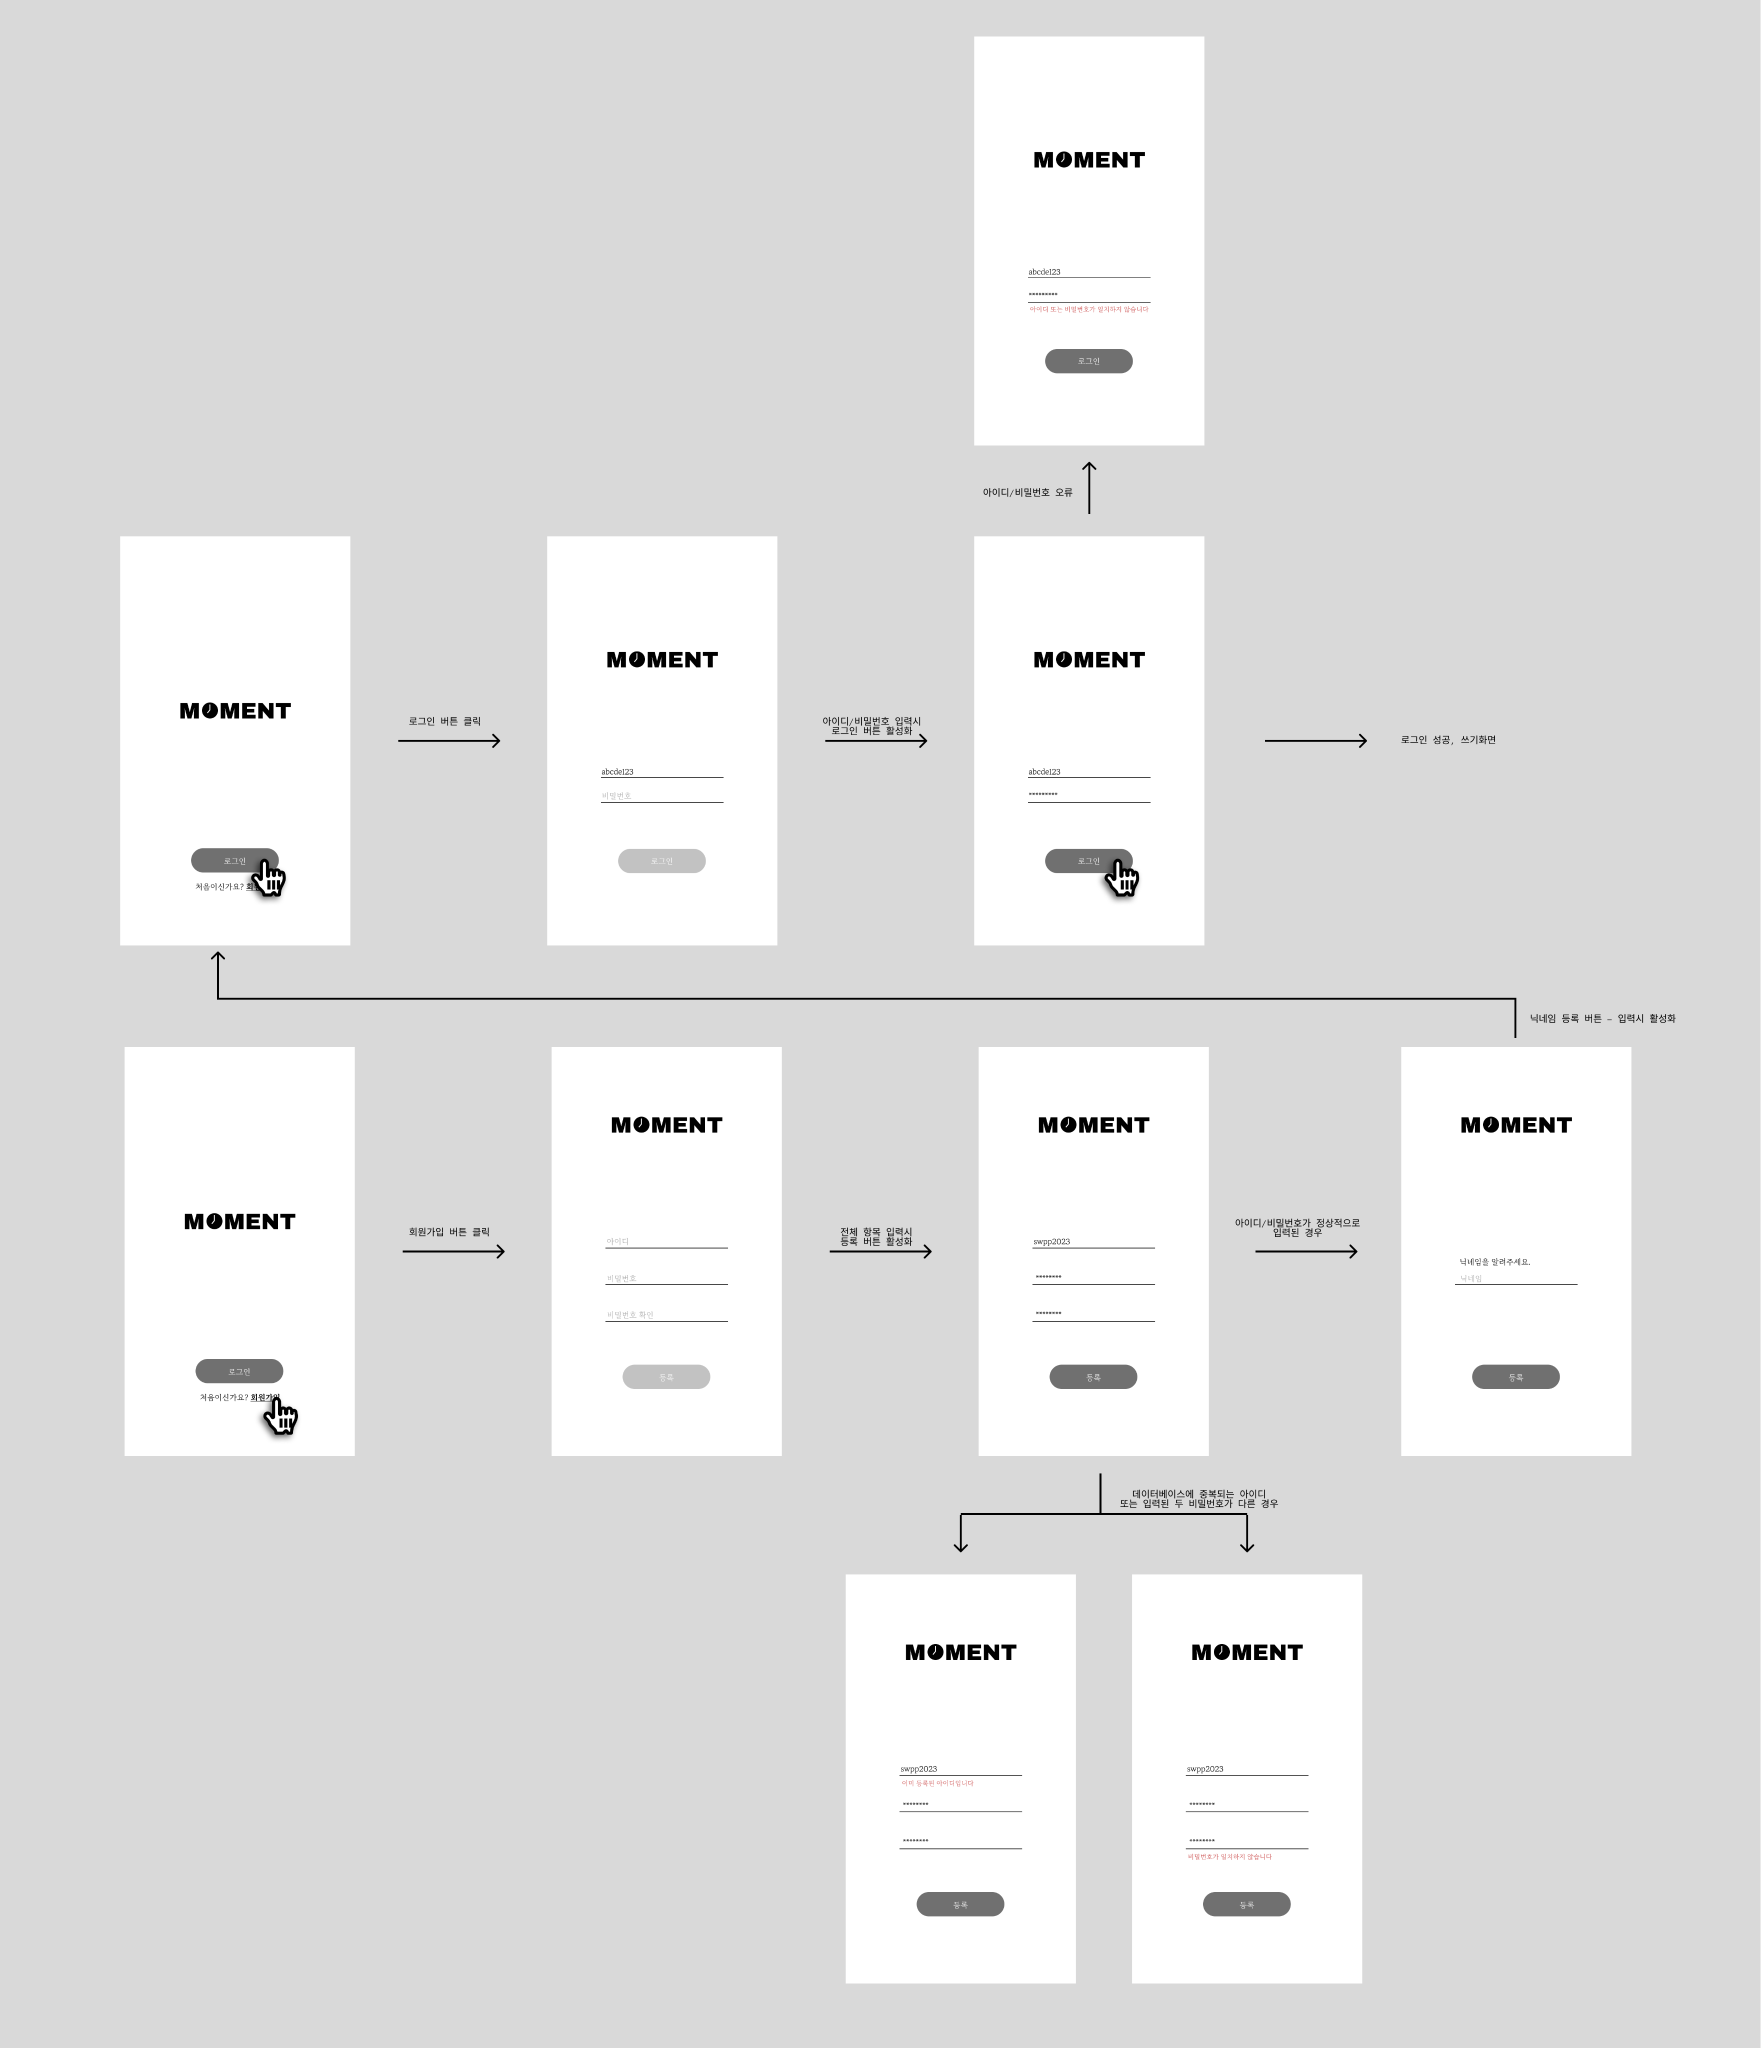 MOMENT
abcde123
*********
아이디 또는 비밀번호가 일치하지 않습니다
로그인
아이디/비밀번호 오류
MOMENT
로그인
처음이신가요?
로그인 버튼 클릭
MOMENT
abcde123
비밀번호
로그인
아이디/비밀번호 입력시
로그인 버튼 활성화
MOMENT
abcde123
*********
로그인
로그인 성공, 쓰기화면
닉네임 등록 버튼 - 입력시 활성화
MOMENT
로그인
처음이신가요? 회원가입
회원가입 버튼 클릭
MOMENT
아이디
비밀번호
비밀번호 확인
등록
전체 항목 입력시
등록 버튼 활성화
MOMENT
swpp2023
********
********
등록
아이디/비밀번호가 정상적으로
입력된 경우
MOMENT
닉네임을 알려주세요.
닉네임
등록
데이터베이스에 중복되는 아이디
또는 입력된 두 비밀번호가 다른 경우
MOMENT
swpp2023
이미 등록된 아이디입니다
********
********
등록
MOMENT
swpp2023
********
********
비밀번호가 일치하지 않습니다
등록